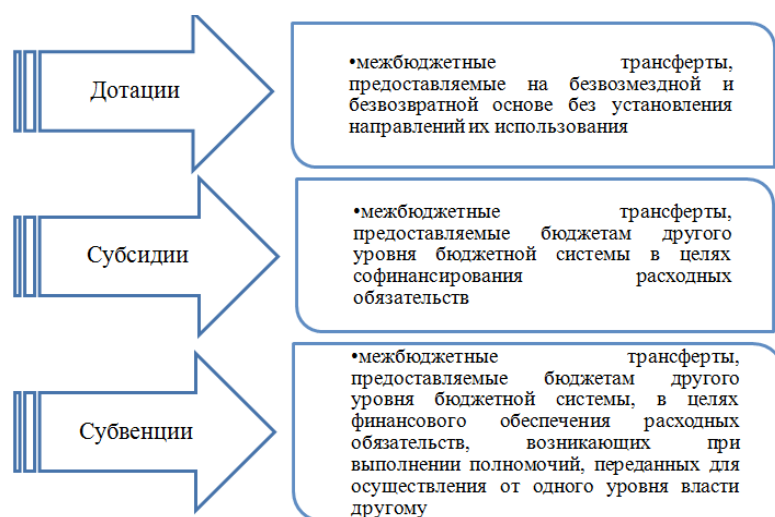 Дотации
•межбюджетные трансферты,
предоставляемые на безвозмездной и
безвозвратной основе без установления
направлений их использования
Субсидии
•межбюджетные трансферты,
предоставляемые бюджетам другого
уровня бюджетной системы в целях
софинансирования расходных
обязательств
Субвенции
•межбюджетные трансферты,
предоставляемые бюджетам другого
уровня бюджетной системы, в целях
финансового обеспечения расходных
обязательств, возникающих при
выполнении полномочий, переданных для
осуществления от одного уровня власти
другому